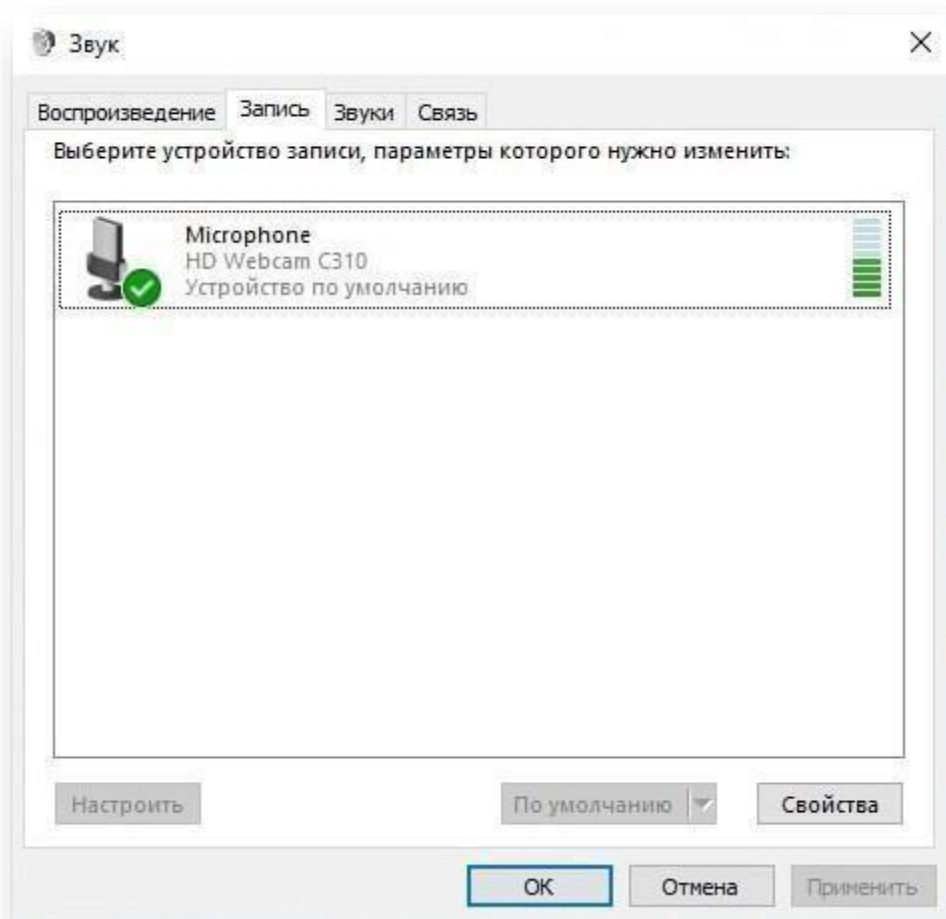 Звук
Воспроизведение Запись Звуки Связь
Выберите устройство записи, параметры которого нужно изменить:
Microphone
HD Webcam C310
Устройство по умолчанию
Настроить По умолчанию Свойства
ОК Отмена Применить